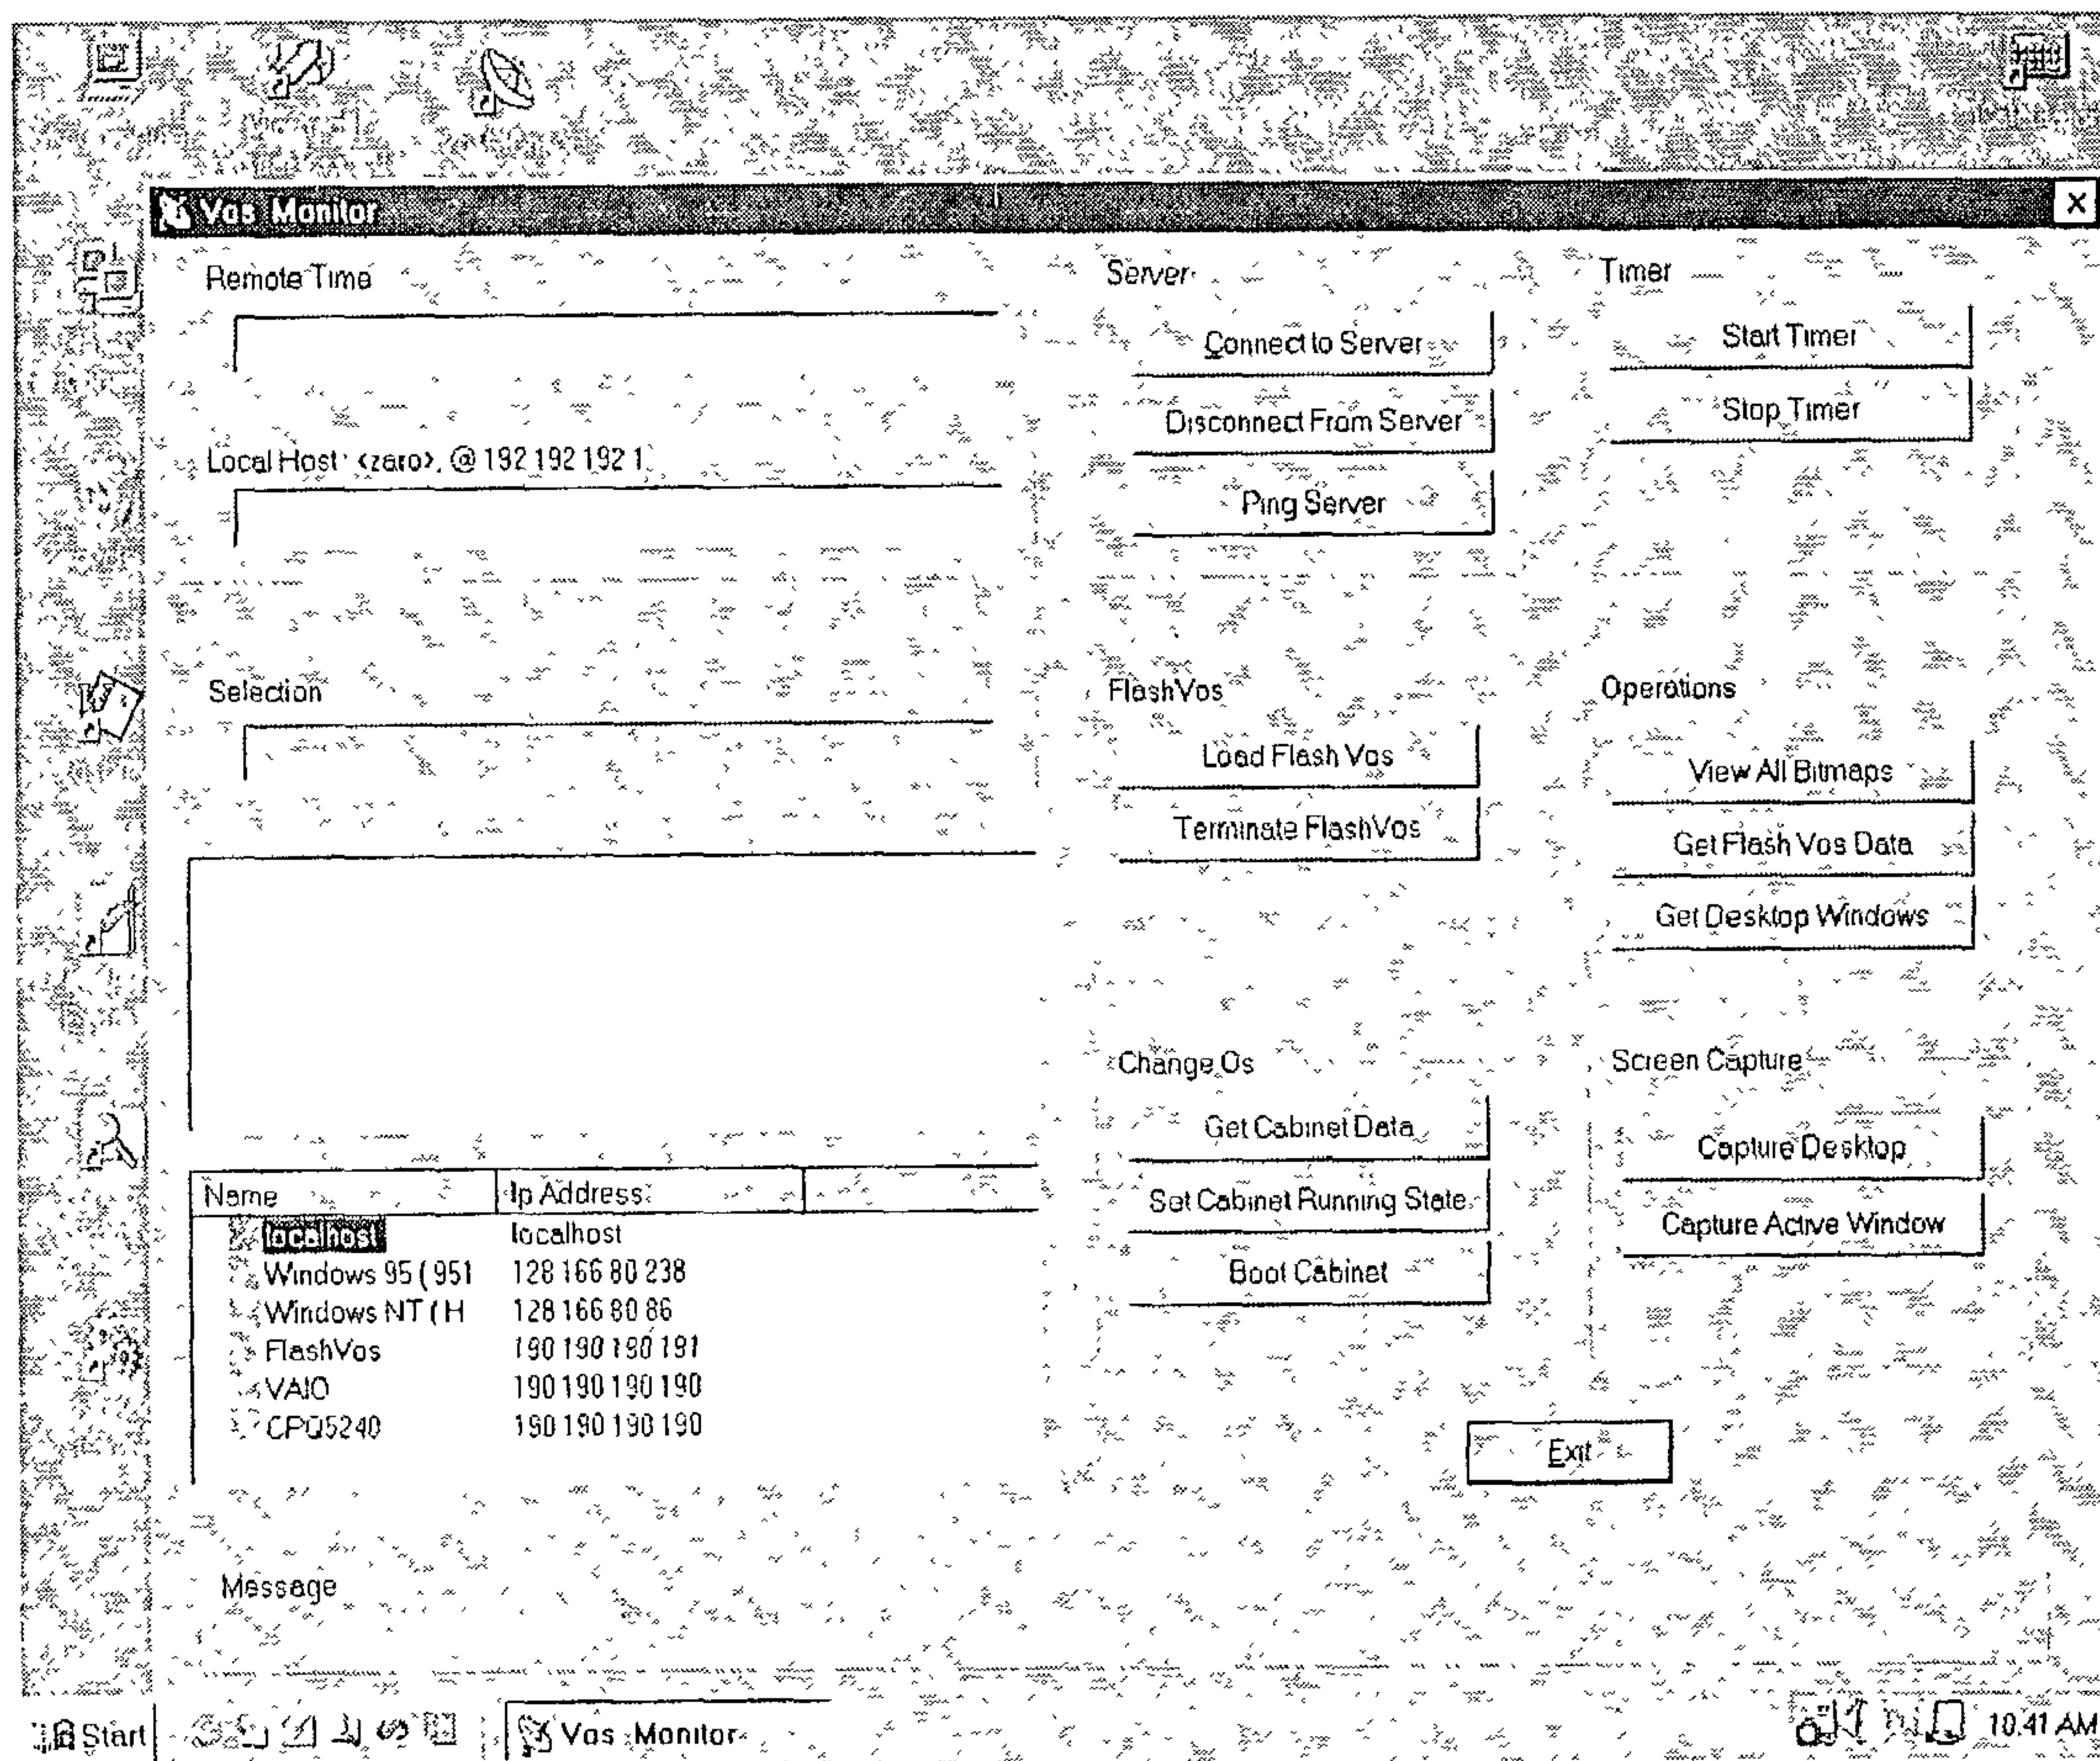 Vos Monitor
Remote Time
Local Host: <zaro>, @ 192 192 192 1
Selection
Name Ip Address
localhost localhost
Windows 95 ( 951 128 166 80 238
Windows NT ( H 128 166 80 86
FlashVos 190 190 190 191
VAIO 190 190 190 190
CPQ5240 190 190 190 190
Message
Server
Connect to Server
Disconnect From Server
Ping Server
Timer
Start Timer
Stop Timer
FlashVos
Load Flash Vos
Terminate FlashVos
Operations
View All Bitmaps
Get Flash Vos Data
Get Desktop Windows
Change Os
Get Cabinet Data
Set Cabinet Running State
Boot Cabinet
Screen Capture
Capture Desktop
Capture Active Window
Exit
Start
Vos Monitor
10.41 AM